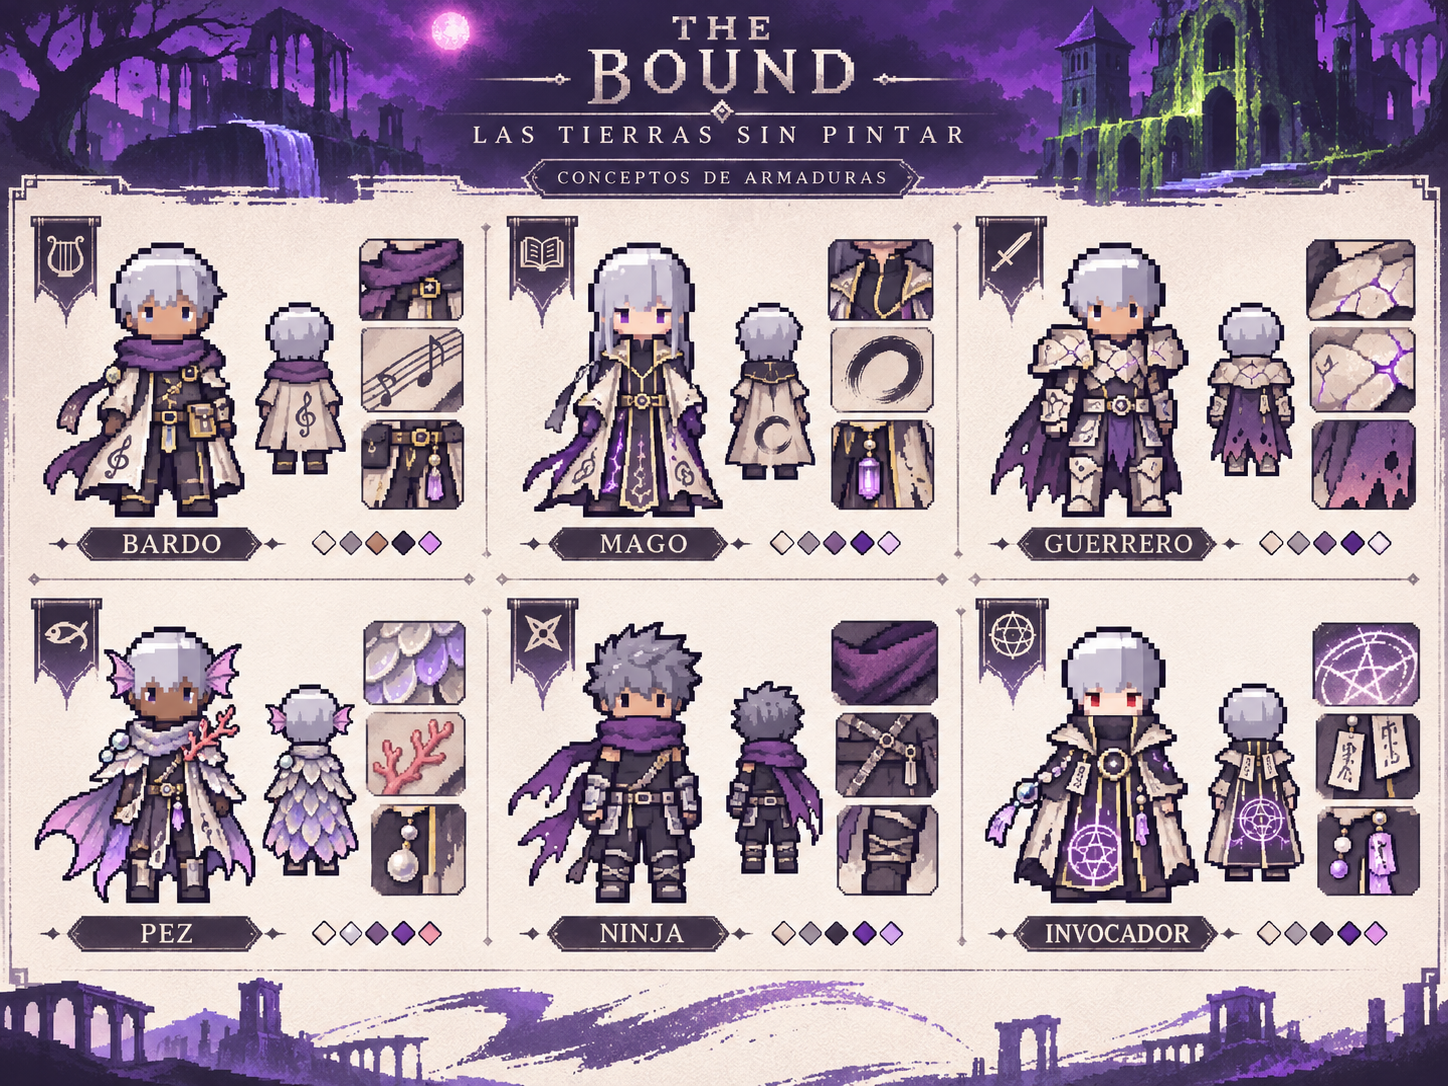 THE
BOUND
LAS TIERRAS SIN PINTAR
CONCEPTOS DE ARMADURAS
BARDO
MAGO
GUERRERO
PEZ
NINJA
INVOCADOR